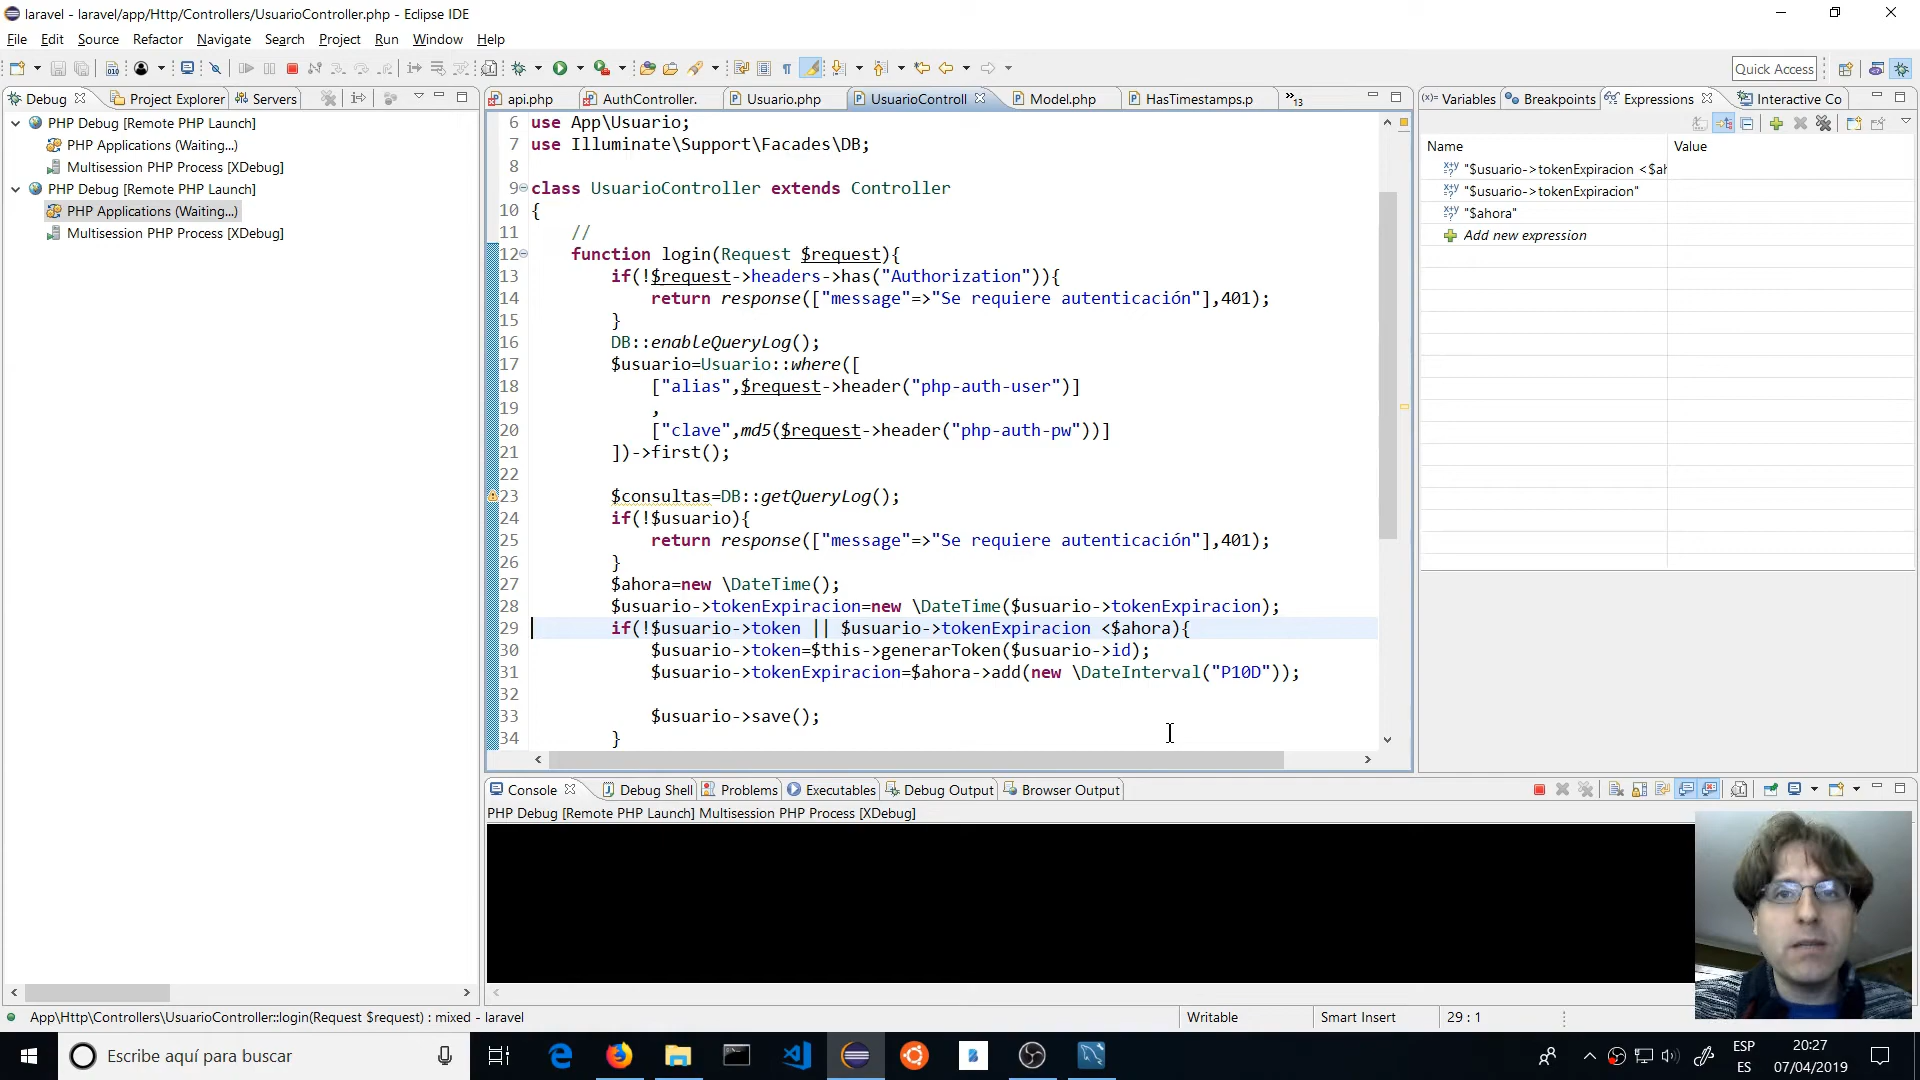 laravel - laravel/app/Http/Controllers/UsuarioController.php - Eclipse IDE
File Edit Source Refactor Navigate Search Project Run Window Help
Quick Access
Debug Project Explorer Servers
PHP Debug [Remote PHP Launch]
PHP Applications (Waiting...)
Multisession PHP Process [XDebug]
PHP Debug [Remote PHP Launch]
PHP Applications (Waiting...)
Multisession PHP Process [XDebug]
api.php AuthController. Usuario.php UsuarioControll Model.php HasTimestamps.p »13
6 use App\Usuario;
7 use Illuminate\Support\Facades\DB;
8
9 class UsuarioController extends Controller
10 {
11 //
12 function login(Request $request){
13 if(!$request->headers->has("Authorization")){
14 return response(["message"=>"Se requiere autenticación"],401);
15 }
16 DB::enableQueryLog();
17 $usuario=Usuario::where([
18 ["alias",$request->header("php-auth-user")]
19 ,
20 ["clave",md5($request->header("php-auth-pw"))]
21 ])->first();
22
23 $consultas=DB::getQueryLog();
24 if(!$usuario){
25 return response(["message"=>"Se requiere autenticación"],401);
26 }
27 $ahora=new \DateTime();
28 $usuario->tokenExpiracion=new \DateTime($usuario->tokenExpiracion);
29 if(!$usuario->token || $usuario->tokenExpiracion <$ahora){
30 $usuario->token=$this->generarToken($usuario->id);
31 $usuario->tokenExpiracion=$ahora->add(new \DateInterval("P10D"));
32
33 $usuario->save();
34 }
(x)= Variables Breakpoints Expressions Interactive Co
Name Value
"$usuario->tokenExpiracion <$ah
"$usuario->tokenExpiracion"
"$ahora"
Add new expression
Console Debug Shell Problems Executables Debug Output Browser Output
PHP Debug [Remote PHP Launch] Multisession PHP Process [XDebug]
App\Http\Controllers\UsuarioController::login(Request $request) : mixed - laravel
Writable Smart Insert 29 : 1
Escribe aquí para buscar
ESP
ES
20:27
07/04/2019